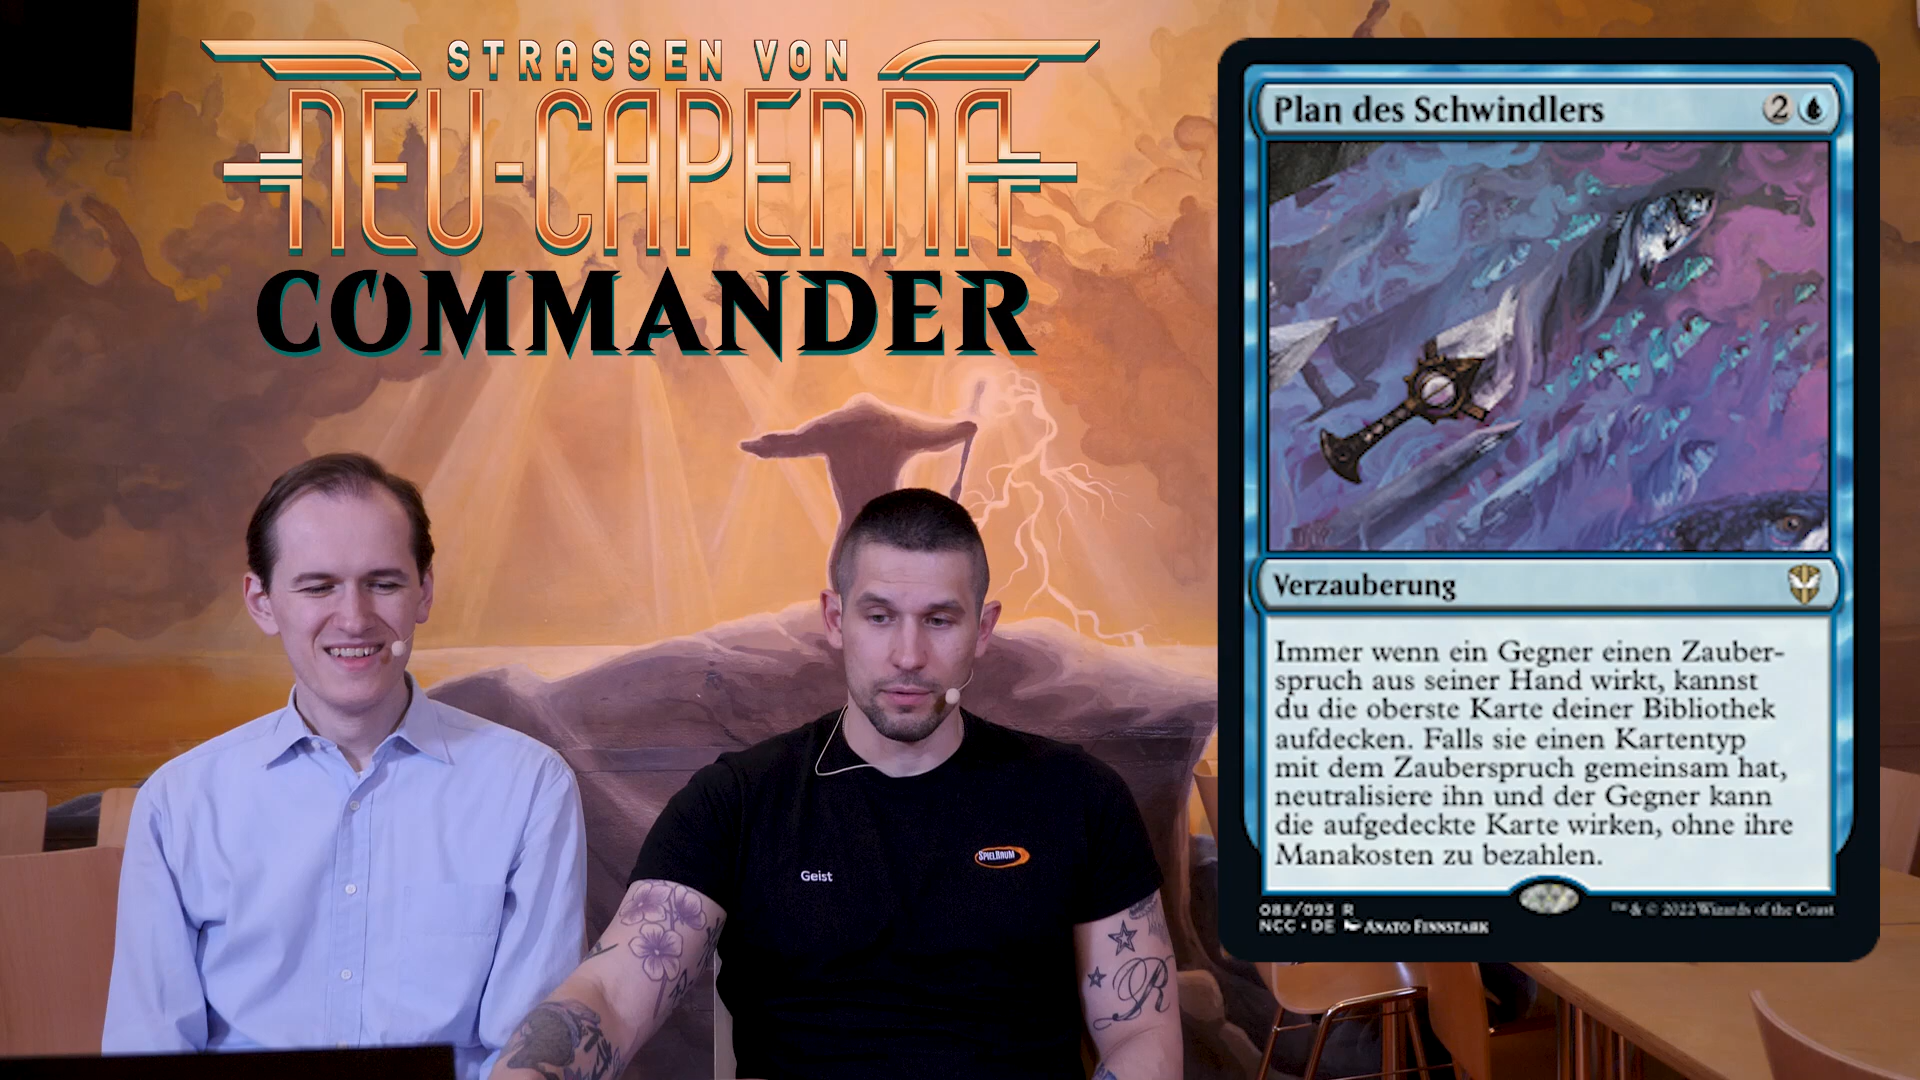 STRASSEN VON
NEU-CAPENNA
COMMANDER
Plan des Schwindlers
2
Verzauberung
Immer wenn ein Gegner einen Zauber-
spruch aus seiner Hand wirkt, kannst
du die oberste Karte deiner Bibliothek
aufdecken. Falls sie einen Kartentyp
mit dem Zauberspruch gemeinsam hat,
neutralisiere ihn und der Gegner kann
die aufgedeckte Karte wirken, ohne ihre
Manakosten zu bezahlen.
088/093 R
NCC • DE Anato Finnstark
™ & © 2022 Wizards of the Coast
Geist
SPIELRAUM
R